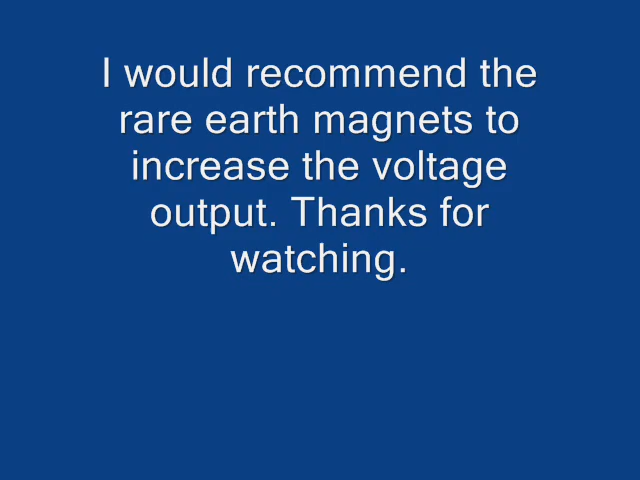 I would recommend the
rare earth magnets to
increase the voltage
output. Thanks for
watching.